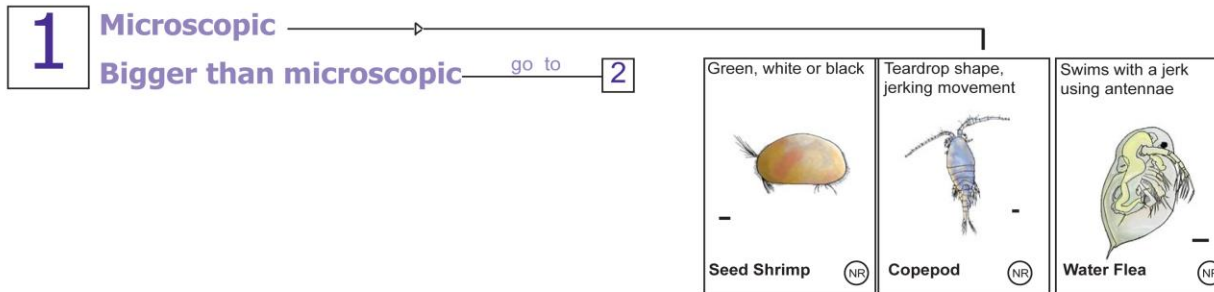 1
Microscopic
Bigger than microscopic go to 2
Green, white or black
Seed Shrimp NR
Teardrop shape,
jerking movement
Copepod NR
Swims with a jerk
using antennae
Water Flea